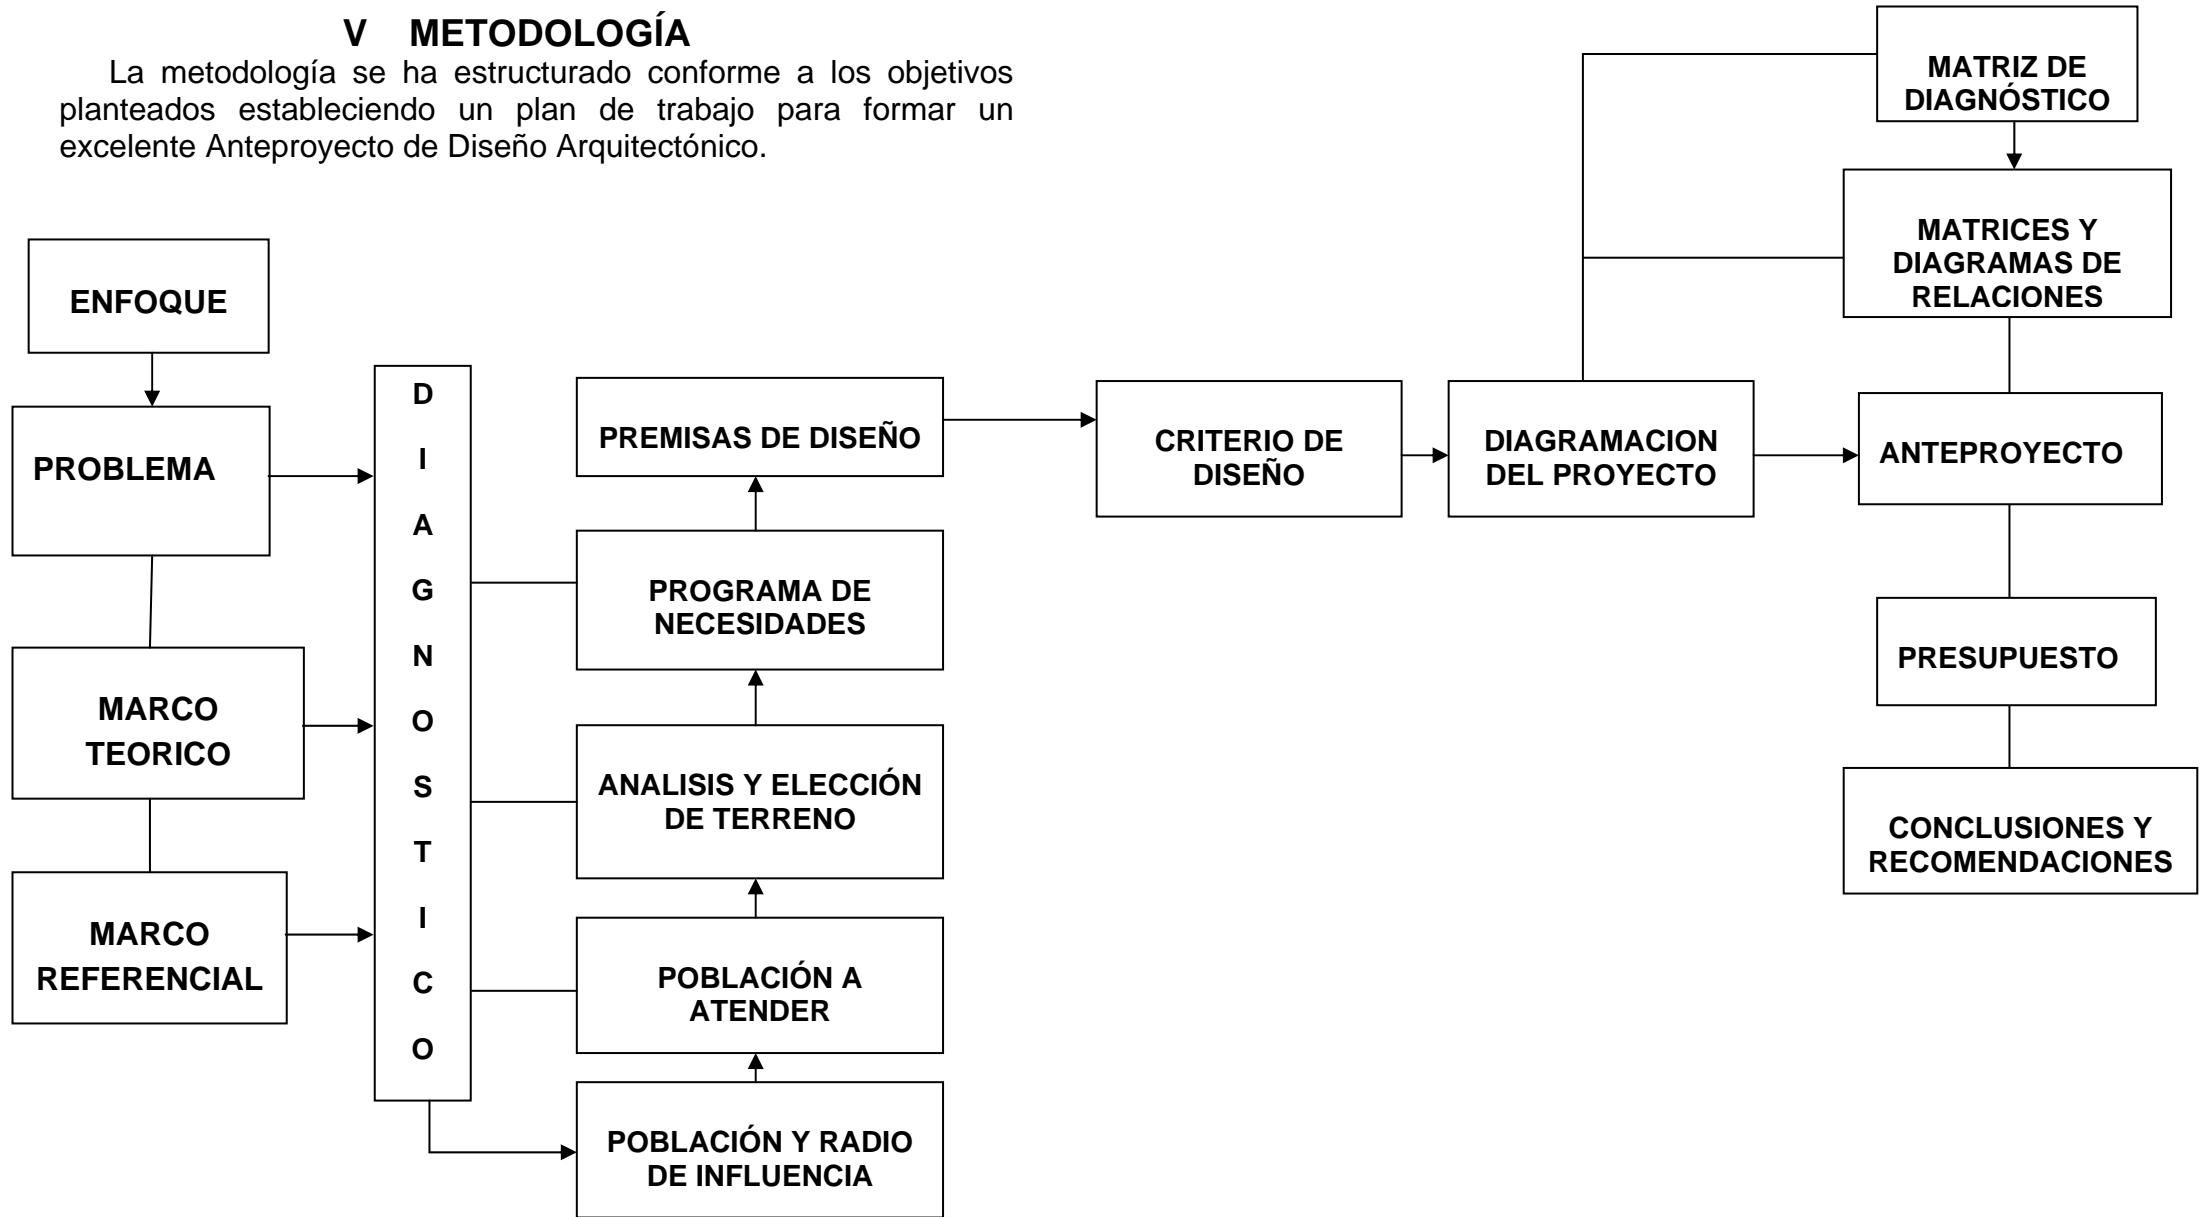 V METODOLOGÍA
La metodología se ha estructurado conforme a los objetivos
planteados estableciendo un plan de trabajo para formar un
excelente Anteproyecto de Diseño Arquitectónico.
ENFOQUE
PROBLEMA
MARCO
TEORICO
MARCO
REFERENCIAL
D
I
A
G
N
O
S
T
I
C
O
PREMISAS DE DISEÑO
PROGRAMA DE
NECESIDADES
ANALISIS Y ELECCIÓN
DE TERRENO
POBLACIÓN A
ATENDER
POBLACIÓN Y RADIO
DE INFLUENCIA
CRITERIO DE
DISEÑO
DIAGRAMACION
DEL PROYECTO
MATRIZ DE
DIAGNÓSTICO
MATRICES Y
DIAGRAMAS DE
RELACIONES
ANTEPROYECTO
PRESUPUESTO
CONCLUSIONES Y
RECOMENDACIONES